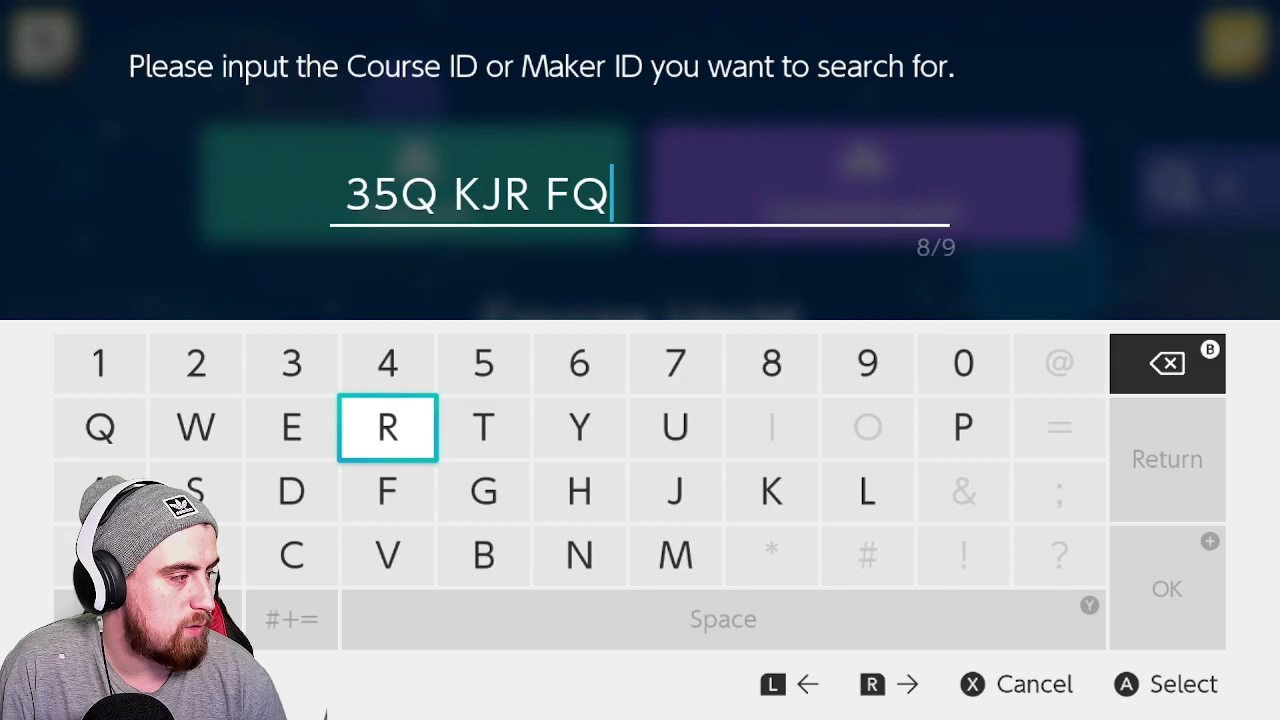 Please input the Course ID or Maker ID you want to search for.
35Q KJR FQ
8/9
1 2 3 4 5 6 7 8 9 0 @ B
Q W E R T Y U I O P =
Return
S D F G H J K L & ;
C V B N M * # ! ? +
OK
#+= Space Y
L ← R → X Cancel A Select